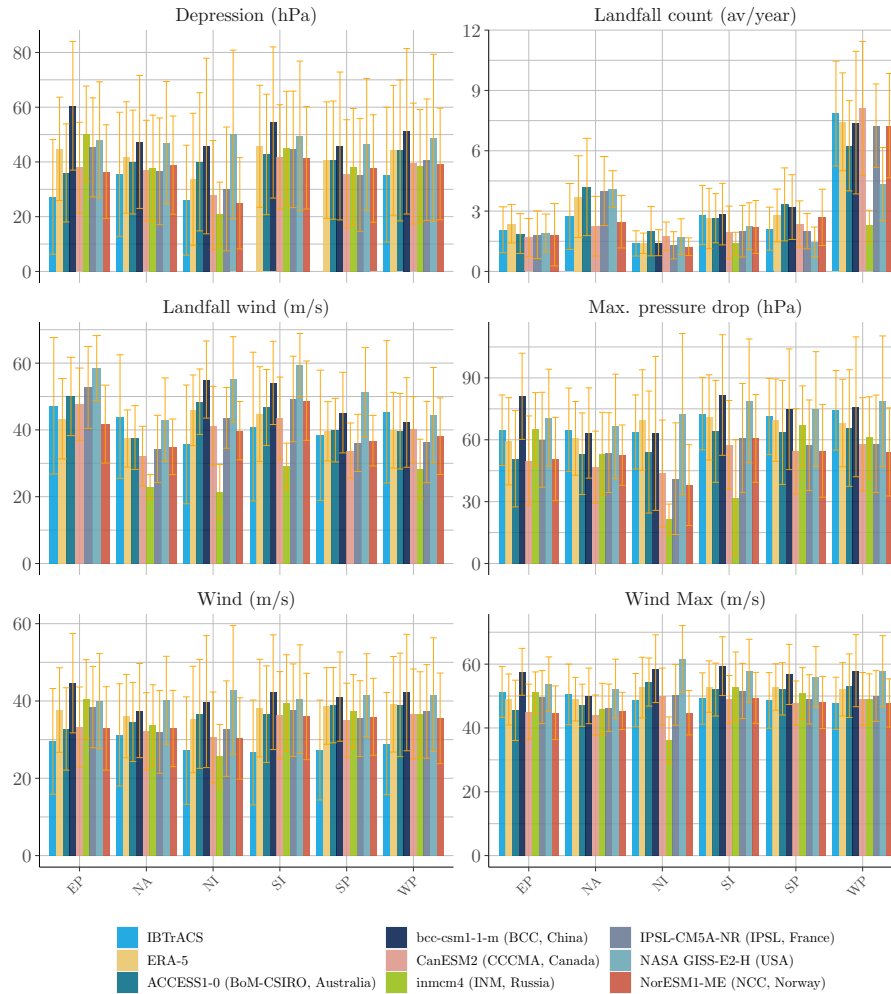 Depression (hPa)
Landfall count (av/year)
80
60
40
20
0
12
9
6
3
0
Landfall wind (m/s)
Max. pressure drop (hPa)
60
40
20
0
90
60
30
0
Wind (m/s)
Wind Max (m/s)
60
40
20
0
60
40
20
0
EP NA NI SI SP WP
EP NA NI SI SP WP
IBTrACS
ERA-5
ACCESS1-0 (BoM-CSIRO, Australia)
bcc-csm1-1-m (BCC, China)
CanESM2 (CCCMA, Canada)
inmcm4 (INM, Russia)
IPSL-CM5A-NR (IPSL, France)
NASA GISS-E2-H (USA)
NorESM1-ME (NCC, Norway)